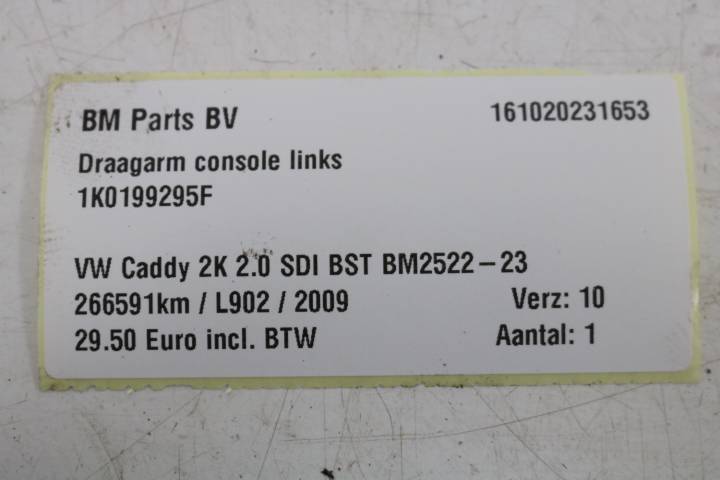 BM Parts BV 161020231653
Draagarm console links
1K0199295F
VW Caddy 2K 2.0 SDI BST BM2522-23
266591km / L902 / 2009 Verz: 10
29.50 Euro incl. BTW Aantal: 1